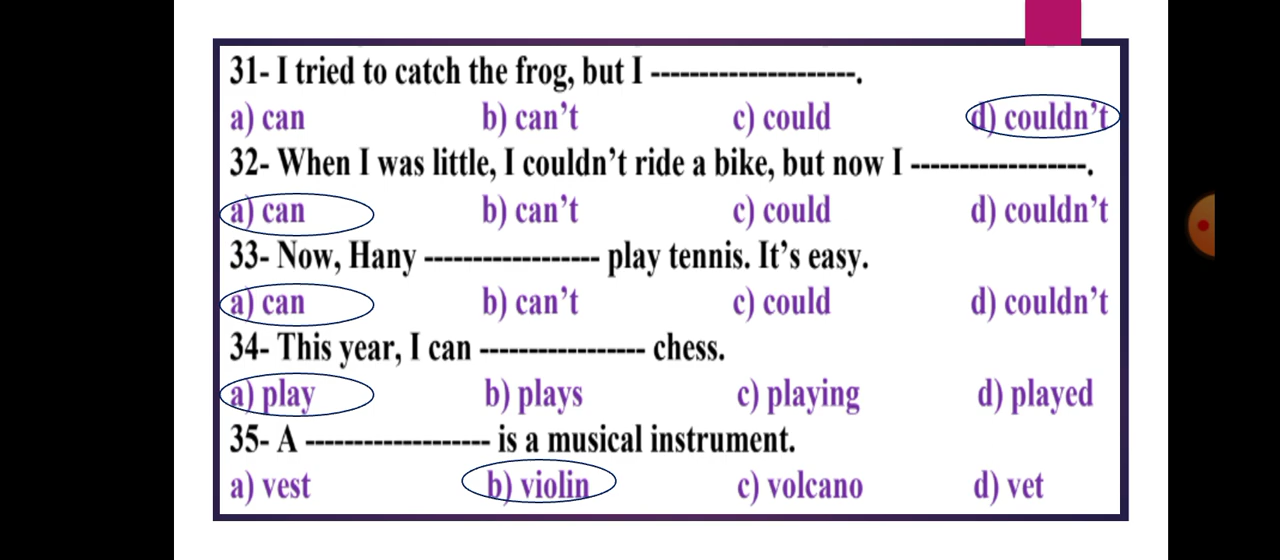 31- I tried to catch the frog, but I ---------------------.
a) can b) can’t c) could d) couldn’t
32- When I was little, I couldn’t ride a bike, but now I ------------------.
a) can b) can’t c) could d) couldn’t
33- Now, Hany ------------------ play tennis. It’s easy.
a) can b) can’t c) could d) couldn’t
34- This year, I can ----------------- chess.
a) play b) plays c) playing d) played
35- A ------------------- is a musical instrument.
a) vest b) violin c) volcano d) vet